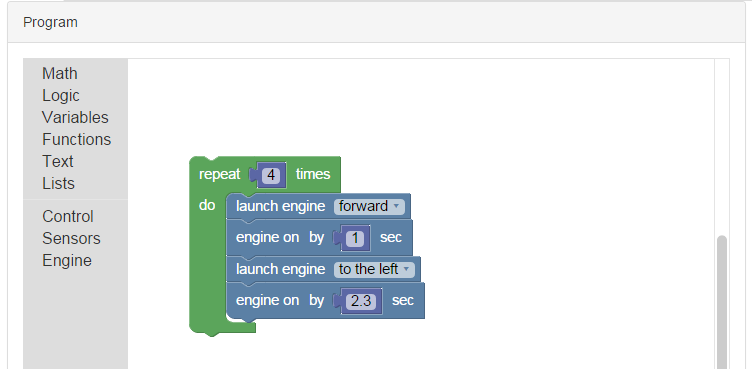 Program
Math
Logic
Variables
Functions
Text
Lists
Control
Sensors
Engine
repeat 4 times
do launch engine forward
engine on by 1 sec
launch engine to the left
engine on by 2.3 sec